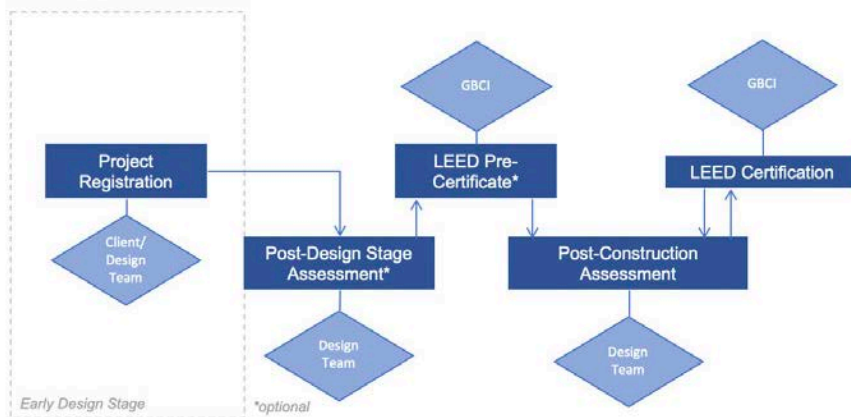 GBCI
GBCI
Project
Registration
LEED Pre-
Certificate*
LEED Certification
Client/
Design
Team
Post-Design Stage
Assessment*
Post-Construction
Assessment
Design
Team
Design
Team
Early Design Stage
*optional